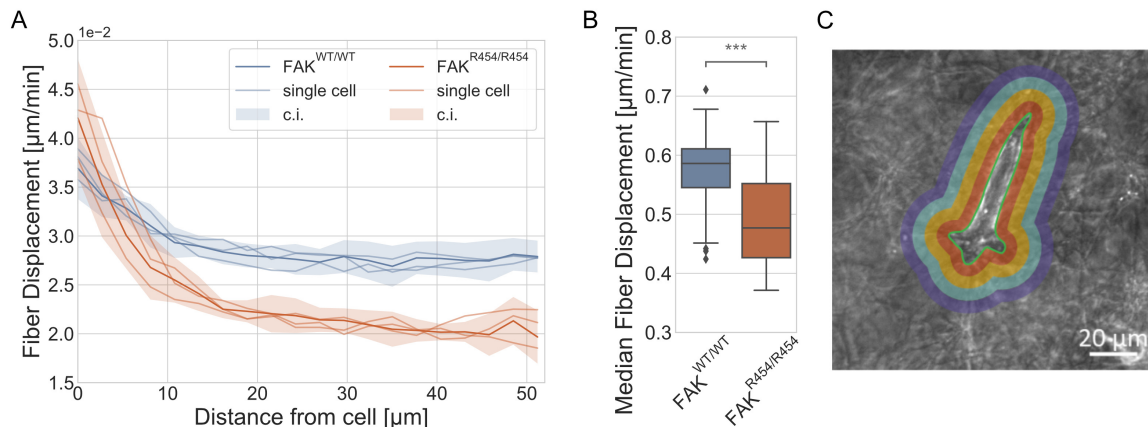 A
1e−2
Fiber Displacement [µm/min]
5.0
4.5
4.0
3.5
3.0
2.5
2.0
1.5
FAK^WT/WT
single cell
c.i.
FAK^R454/R454
single cell
c.i.
0
10
20
30
40
50
Distance from cell [µm]
B
Median Fiber Displacement [µm/min]
0.8
0.7
0.6
0.5
0.4
0.3
***
FAK^WT/WT
FAK^R454/R454
C
20 µm